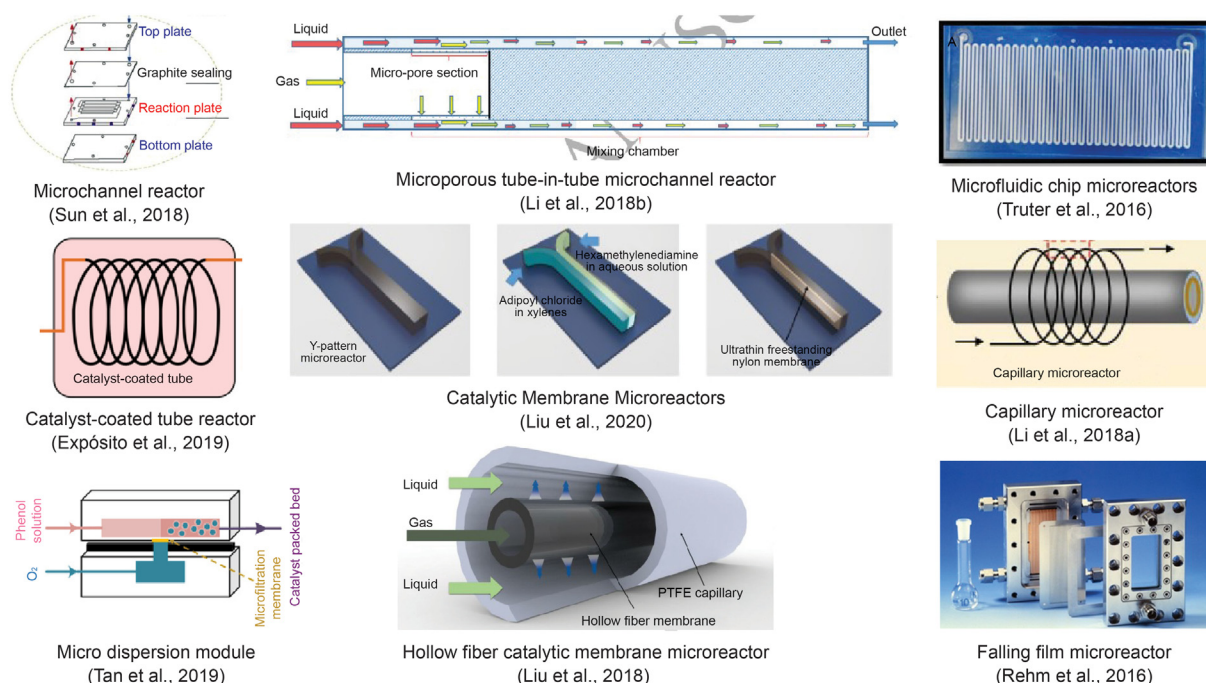 Top plate
Graphite sealing
Reaction plate
Bottom plate
Microchannel reactor
(Sun et al., 2018)
Liquid
Gas
Liquid
Micro-pore section
Outlet
Mixing chamber
Microporous tube-in-tube microchannel reactor
(Li et al., 2018b)
A
Microfluidic chip microreactors
(Truter et al., 2016)
Catalyst-coated tube
Catalyst-coated tube reactor
(Expósito et al., 2019)
Y-pattern
microreactor
Hexamethylenediamine
in aqueous solution
Adipoyl chloride
in xylenes
Ultrathin freestanding
nylon membrane
Catalytic Membrane Microreactors
(Liu et al., 2020)
Capillary microreactor
Capillary microreactor
(Li et al., 2018a)
Phenol
solution
O₂
Microfiltration
membrane
Catalyst packed bed
Micro dispersion module
(Tan et al., 2019)
Liquid
Gas
Liquid
PTFE capillary
Hollow fiber membrane
Hollow fiber catalytic membrane microreactor
(Liu et al., 2018)
Falling film microreactor
(Rehm et al., 2016)